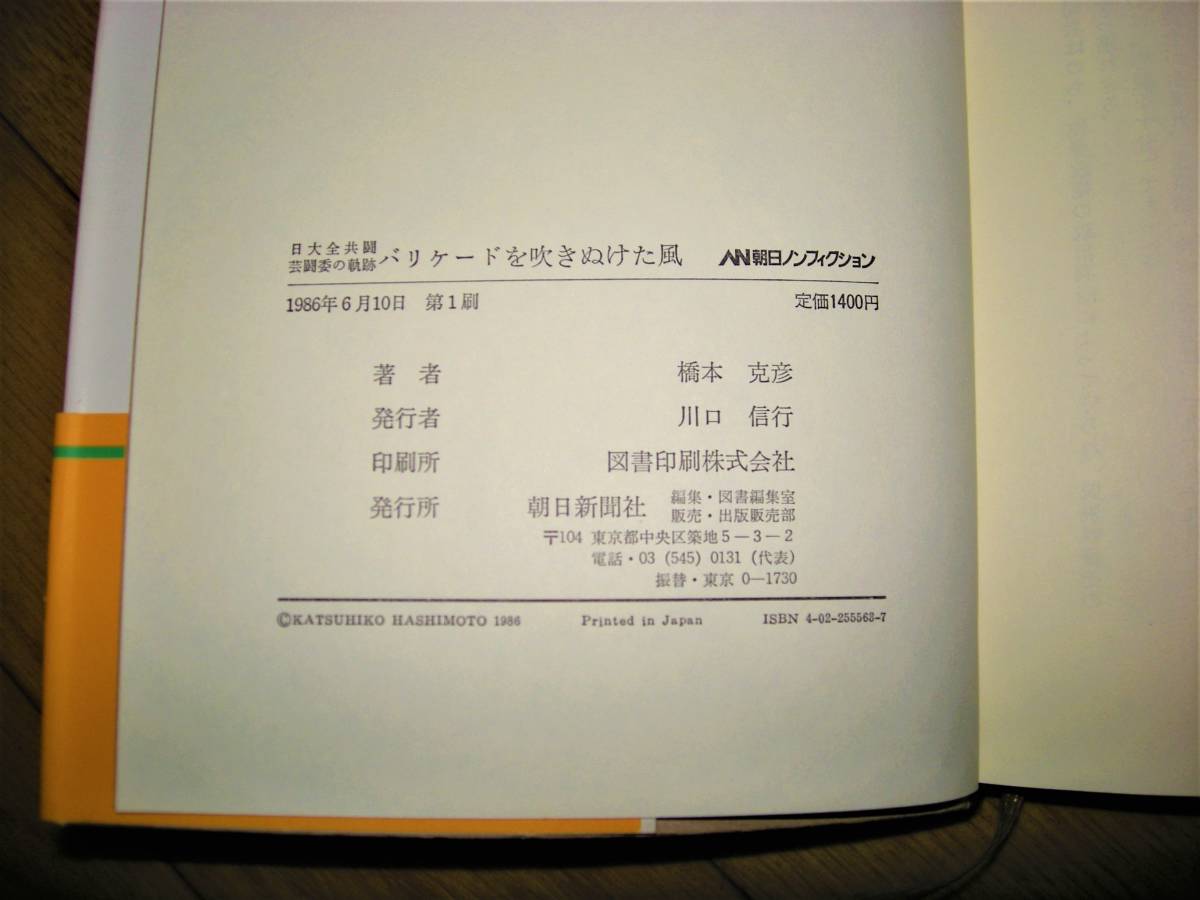 日大全共闘
芸闘委の軌跡 バリケードを吹きぬけた風 AN朝日ノンフィクション
1986年6月10日 第1刷 定価1400円
著者 橋本 克彦
発行者 川口 信行
印刷所 図書印刷株式会社
発行所 朝日新聞社 編集・図書編集室
販売・出版販売部
〒104 東京都中央区築地5-3-2
電話・03 (545) 0131 (代表)
振替・東京 0-1730
©KATSUHIKO HASHIMOTO 1986 Printed in Japan ISBN 4-02-255563-7